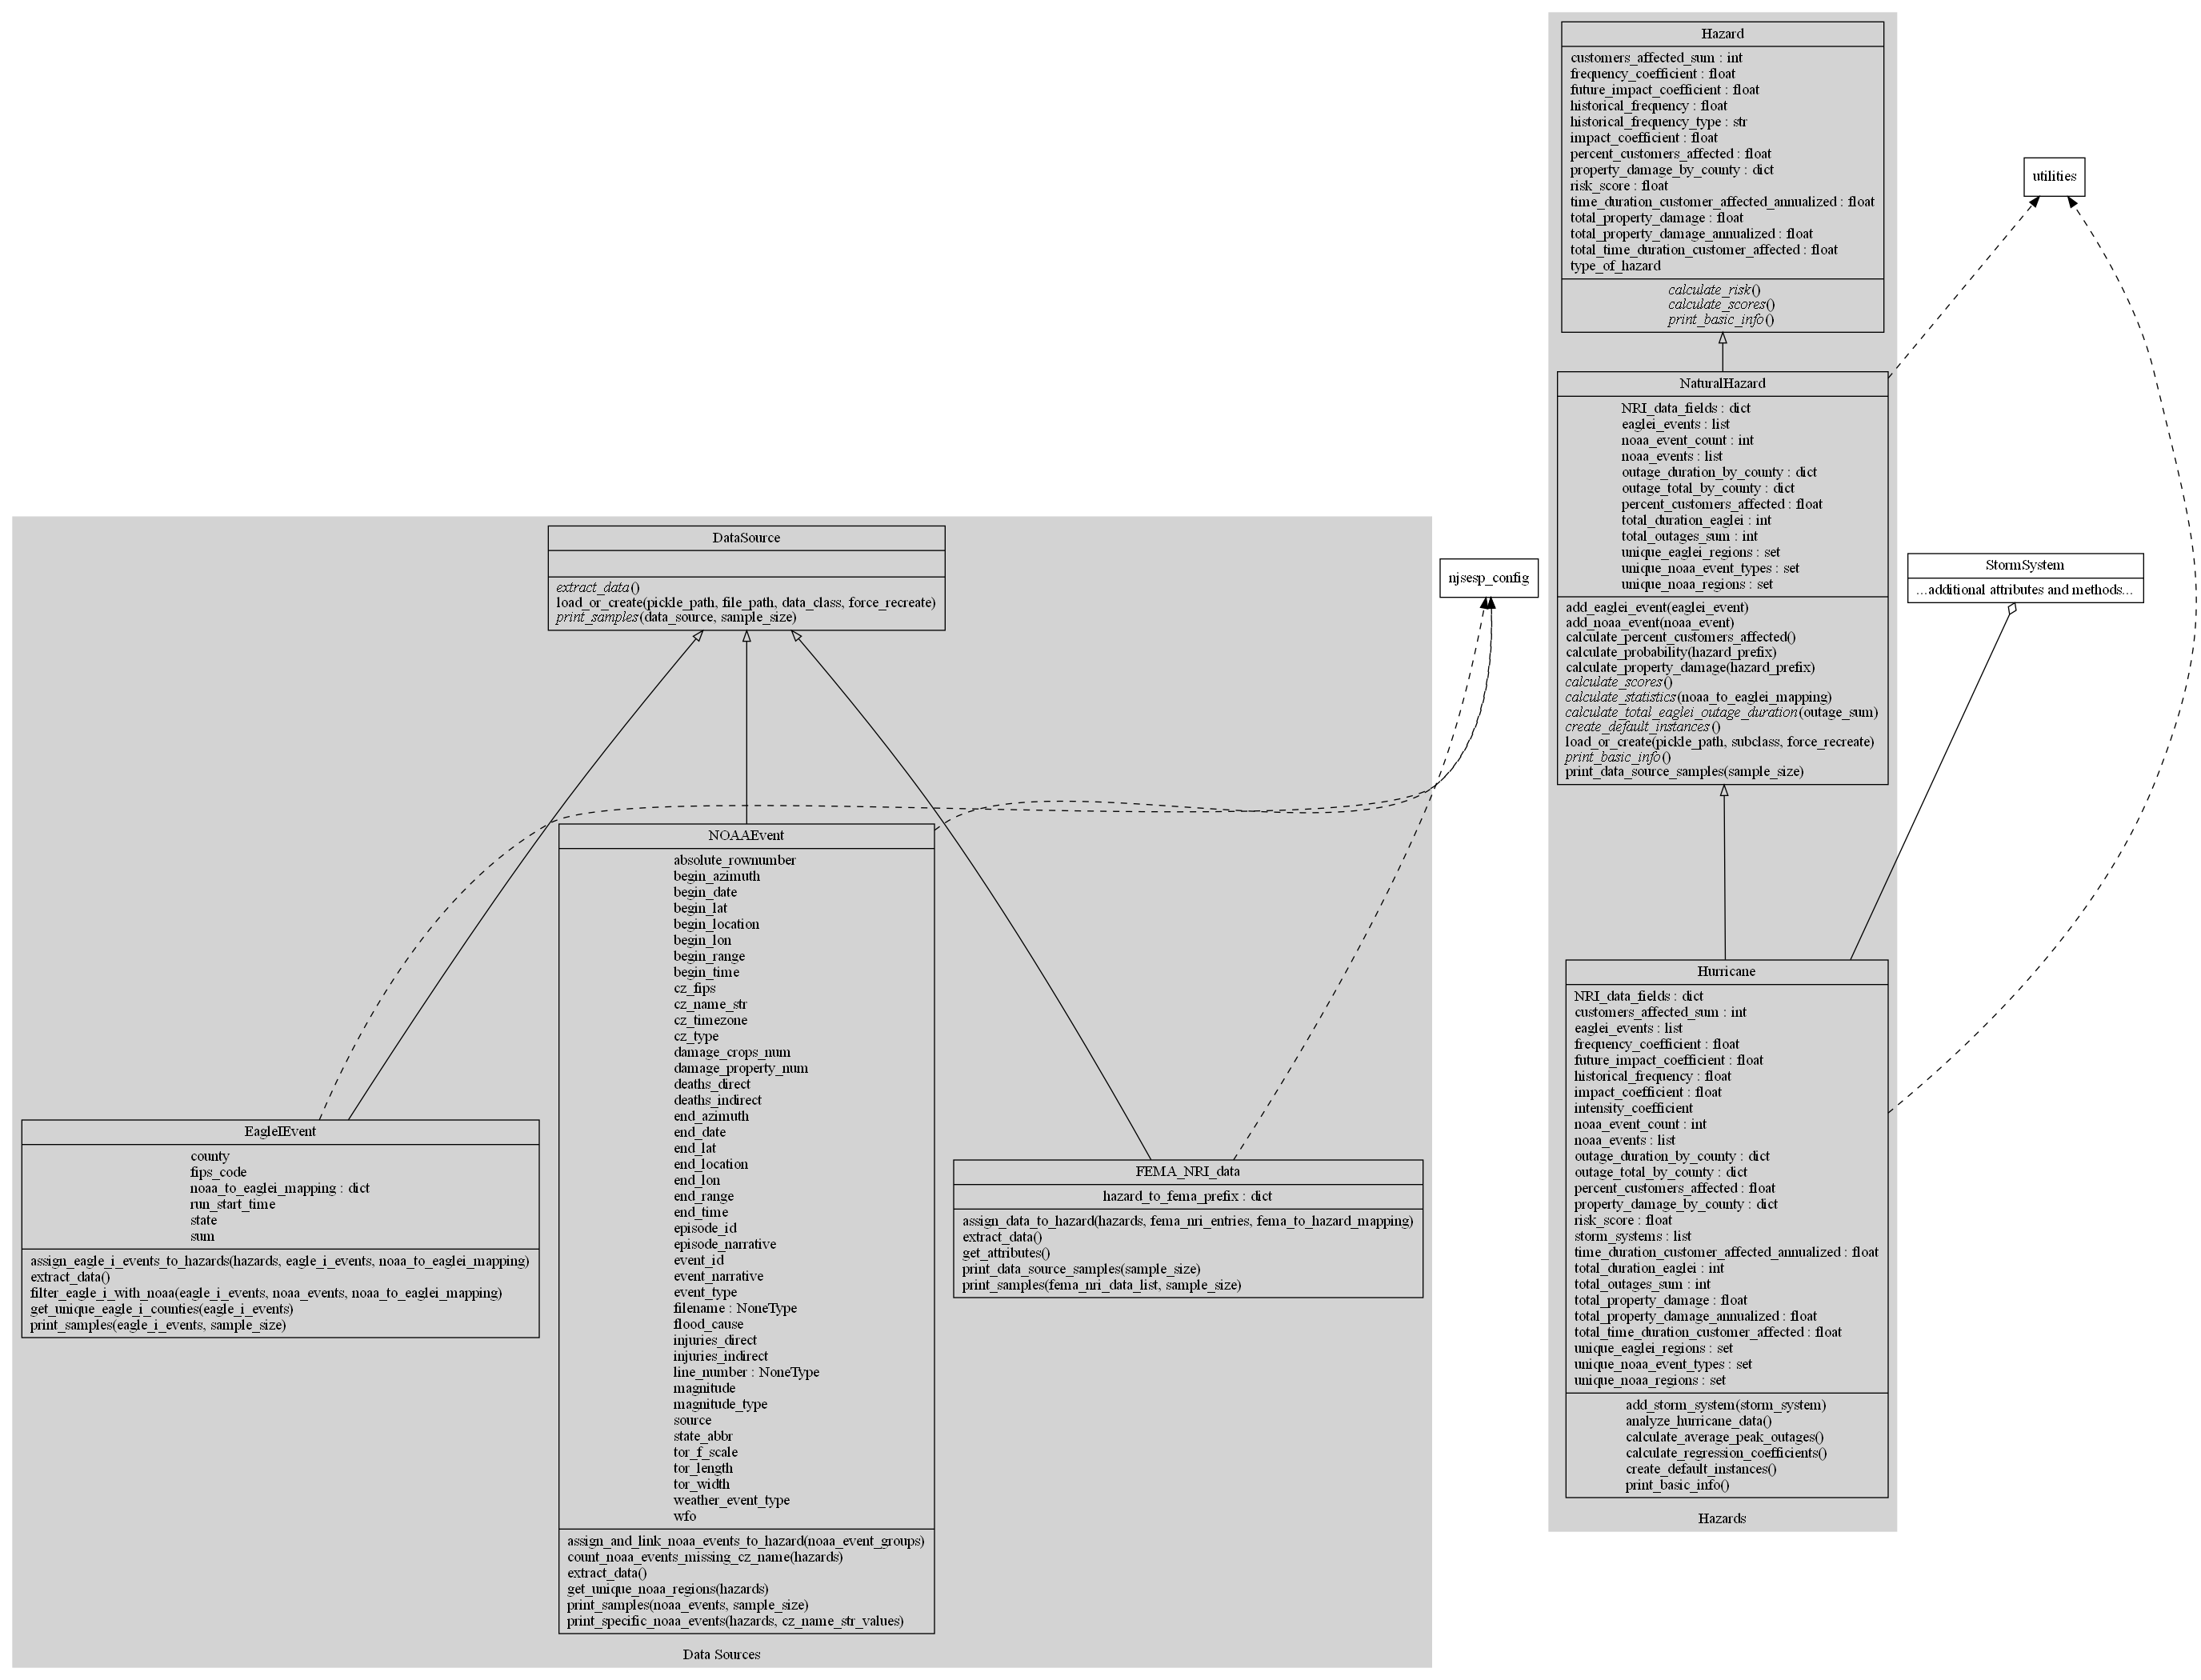 Hazard
customers_affected_sum : int
frequency_coefficient : float
future_impact_coefficient : float
historical_frequency : float
historical_frequency_type : str
impact_coefficient : float
percent_customers_affected : float
property_damage_by_county : dict
risk_score : float
time_duration_customer_affected_annualized : float
total_property_damage : float
total_property_damage_annualized : float
total_time_duration_customer_affected : float
type_of_hazard
calculate_risk()
calculate_scores()
print_basic_info()
utilities
NaturalHazard
NRI_data_fields : dict
eaglei_events : list
noaa_event_count : int
noaa_events : list
outage_duration_by_county : dict
outage_total_by_county : dict
percent_customers_affected : float
total_duration_eaglei : int
total_outages_sum : int
unique_eaglei_regions : set
unique_noaa_event_types : set
unique_noaa_regions : set
add_eaglei_event(eaglei_event)
add_noaa_event(noaa_event)
calculate_percent_customers_affected()
calculate_probability(hazard_prefix)
calculate_property_damage(hazard_prefix)
calculate_scores()
calculate_statistics(noaa_to_eaglei_mapping)
calculate_total_eaglei_outage_duration(outage_sum)
create_default_instances()
load_or_create(pickle_path, subclass, force_recreate)
print_basic_info()
print_data_source_samples(sample_size)
DataSource
extract_data()
load_or_create(pickle_path, file_path, data_class, force_recreate)
print_samples(data_source, sample_size)
njsesp_config
StormSystem
...additional attributes and methods...
NOAAEvent
absolute_rownumber
begin_azimuth
begin_date
begin_lat
begin_location
begin_lon
begin_range
begin_time
cz_fips
cz_name_str
cz_timezone
cz_type
damage_crops_num
damage_property_num
deaths_direct
deaths_indirect
end_azimuth
end_date
end_lat
end_location
end_lon
end_range
end_time
episode_id
episode_narrative
event_id
event_narrative
event_type
filename : NoneType
flood_cause
injuries_direct
injuries_indirect
line_number : NoneType
magnitude
magnitude_type
source
state_abbr
tor_f_scale
tor_length
tor_width
weather_event_type
wfo
assign_and_link_noaa_events_to_hazard(noaa_event_groups)
count_noaa_events_missing_cz_name(hazards)
extract_data()
get_unique_noaa_regions(hazards)
print_samples(noaa_events, sample_size)
print_specific_noaa_events(hazards, cz_name_str_values)
EagleIEvent
county
fips_code
noaa_to_eaglei_mapping : dict
run_start_time
state
sum
assign_eagle_i_events_to_hazards(hazards, eagle_i_events, noaa_to_eaglei_mapping)
extract_data()
filter_eagle_i_with_noaa(eagle_i_events, noaa_events, noaa_to_eaglei_mapping)
get_unique_eagle_i_counties(eagle_i_events)
print_samples(eagle_i_events, sample_size)
FEMA_NRI_data
hazard_to_fema_prefix : dict
assign_data_to_hazard(hazards, fema_nri_entries, fema_to_hazard_mapping)
extract_data()
get_attributes()
print_data_source_samples(sample_size)
print_samples(fema_nri_data_list, sample_size)
Hurricane
NRI_data_fields : dict
customers_affected_sum : int
eaglei_events : list
frequency_coefficient : float
future_impact_coefficient : float
historical_frequency : float
impact_coefficient : float
intensity_coefficient
noaa_event_count : int
noaa_events : list
outage_duration_by_county : dict
outage_total_by_county : dict
percent_customers_affected : float
property_damage_by_county : dict
risk_score : float
storm_systems : list
time_duration_customer_affected_annualized : float
total_duration_eaglei : int
total_outages_sum : int
total_property_damage : float
total_property_damage_annualized : float
total_time_duration_customer_affected : float
unique_eaglei_regions : set
unique_noaa_event_types : set
unique_noaa_regions : set
add_storm_system(storm_system)
analyze_hurricane_data()
calculate_average_peak_outages()
calculate_regression_coefficients()
create_default_instances()
print_basic_info()
Hazards
Data Sources